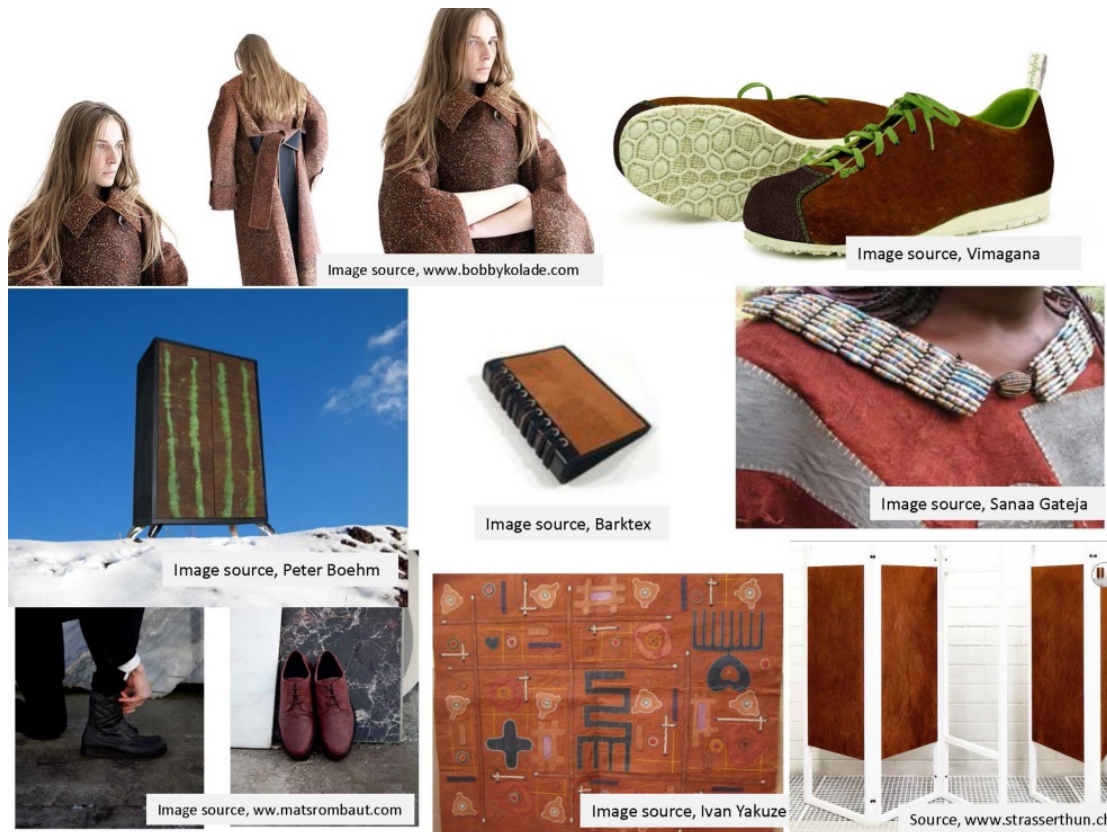 Image source, www.bobbykolade.com
Image source, Vimagana
Image source, Peter Boehm
Image source, Barktex
Image source, Sanaa Gateja
Image source, ww.matsrombaut.com
Image source, Ivan Yakuze
Source, www.strasserthun.ch